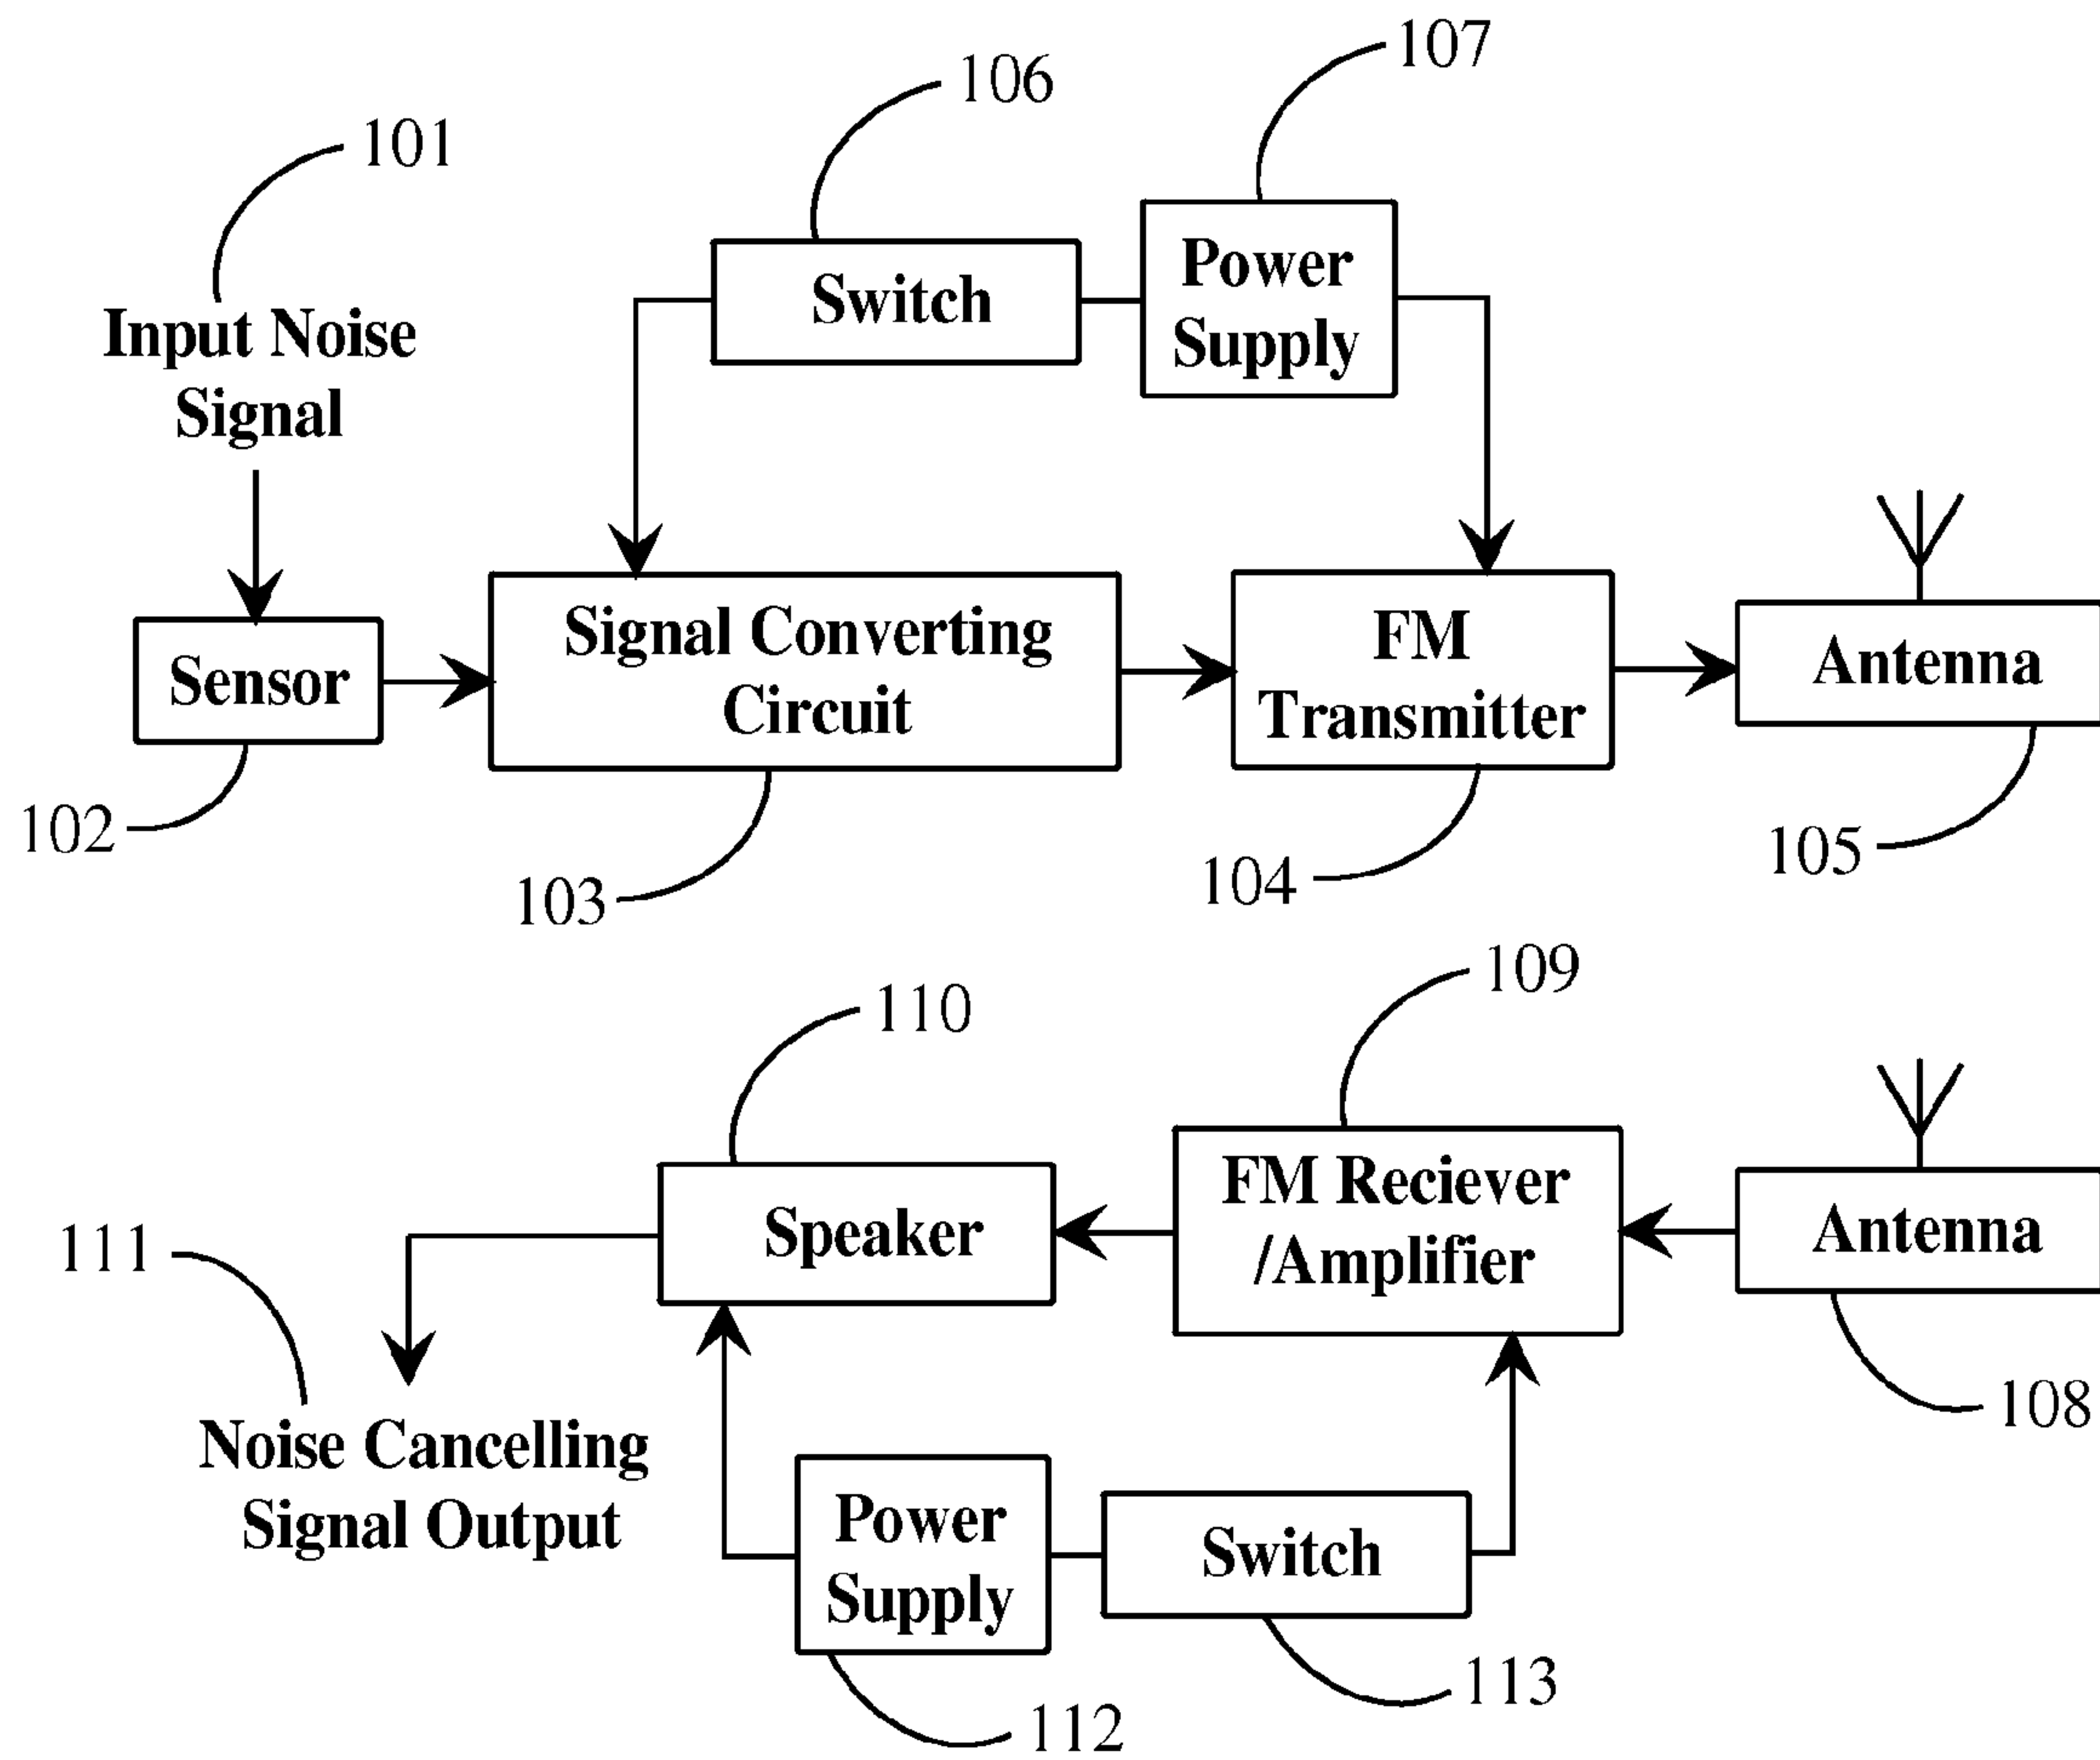 107
106
101
Power
Supply
Switch
Input Noise
Signal
Signal Converting
Circuit
FM
Transmitter
Antenna
Sensor
102
103
104
105
109
110
FM Reciever
/Amplifier
Antenna
Speaker
111
108
Noise Cancelling
Signal Output
Power
Supply
Switch
113
112